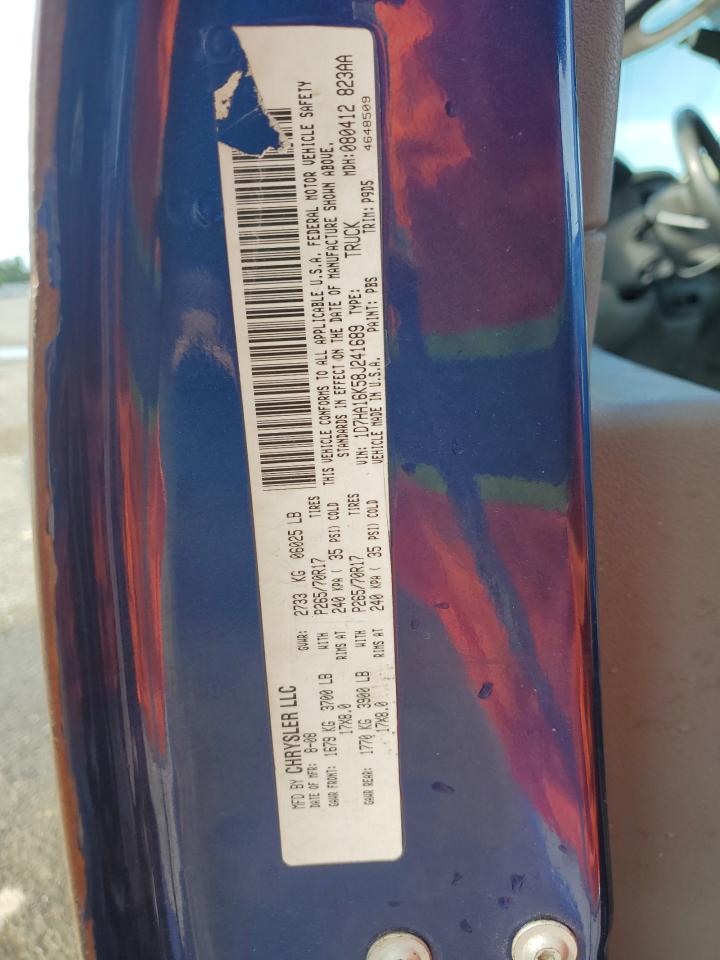 MFD BY CHRYSLER LLC
DATE OF MFR: 8-08 GVWR: 2733 KG 06025 LB
GAWR FRONT: 1679 KG 3700 LB WITH P265/70R17 TIRES
17X8.0 RIMS AT 240 KPA ( 35 PSI) COLD
GAWR REAR: 1770 KG 3900 LB WITH P265/70R17 TIRES
17X8.0 RIMS AT 240 KPA ( 35 PSI) COLD
THIS VEHICLE CONFORMS TO ALL APPLICABLE U.S.A. FEDERAL MOTOR VEHICLE SAFETY
STANDARDS IN EFFECT ON THE DATE OF MANUFACTURE SHOWN ABOVE.
VIN: 1D7HA16K58J241689 TYPE: TRUCK MDH:080412 823AA
VEHICLE MADE IN U.S.A. PAINT: PBS TRIM: P9D5 4648509